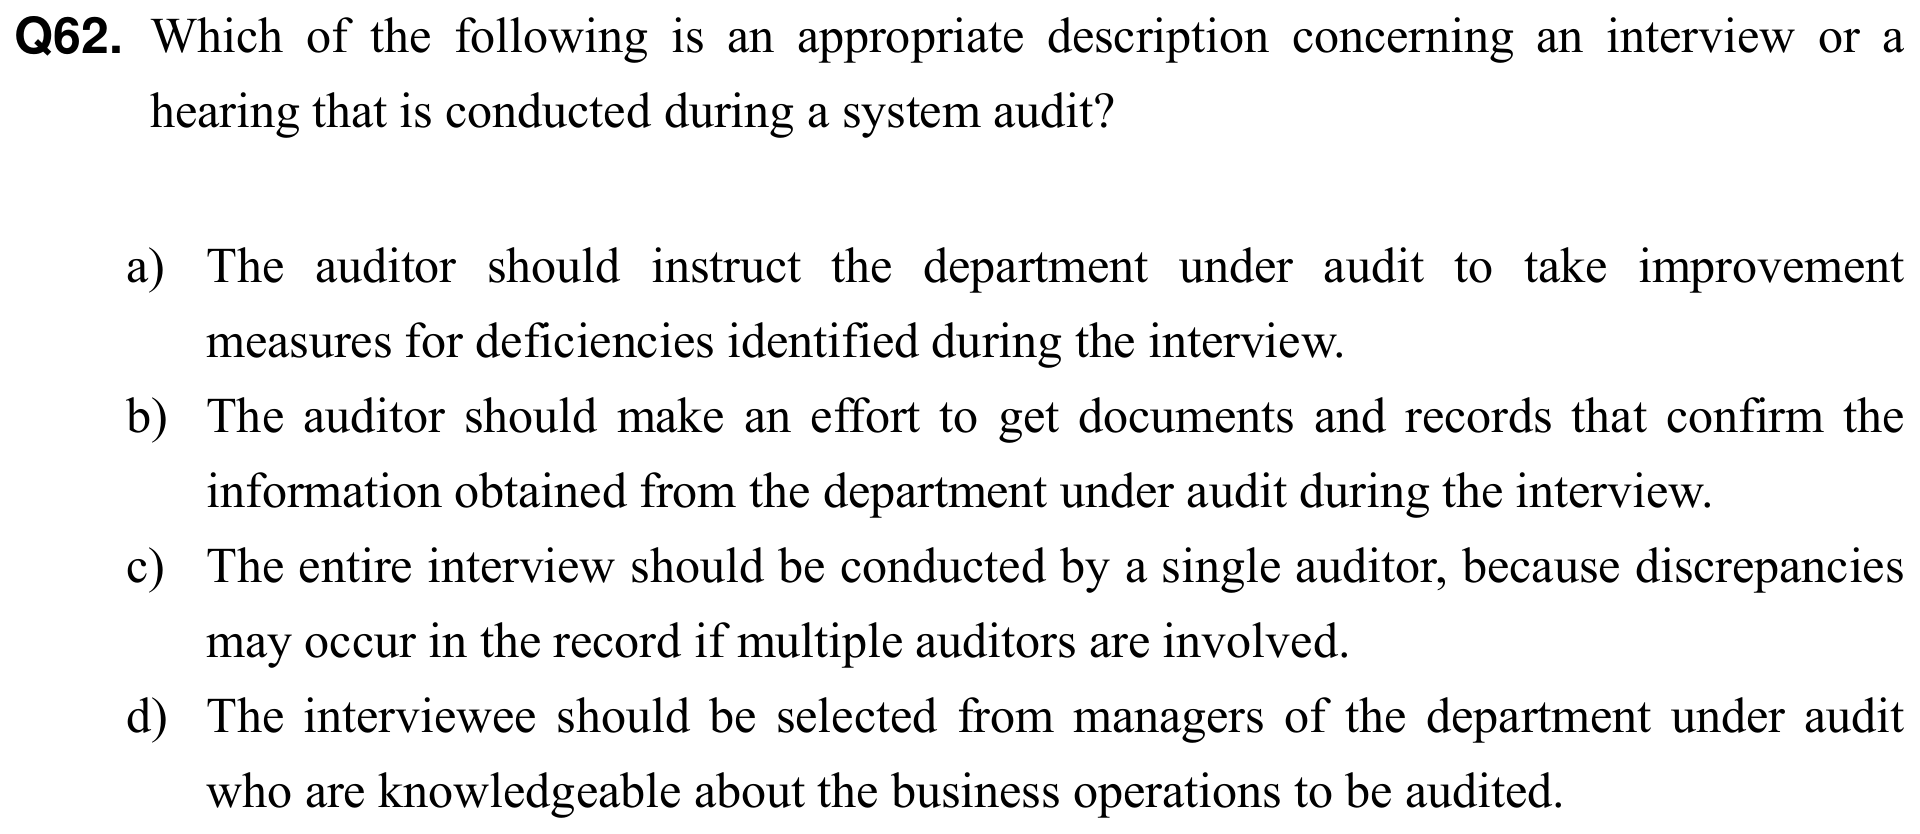 Q62. Which of the following is an appropriate description concerning an interview or a
hearing that is conducted during a system audit?
a) The auditor should instruct the department under audit to take improvement
measures for deficiencies identified during the interview.
b) The auditor should make an effort to get documents and records that confirm the
information obtained from the department under audit during the interview.
c) The entire interview should be conducted by a single auditor, because discrepancies
may occur in the record if multiple auditors are involved.
d) The interviewee should be selected from managers of the department under audit
who are knowledgeable about the business operations to be audited.